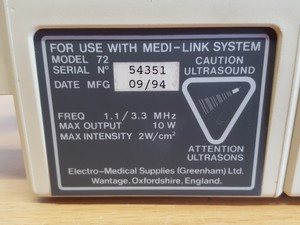 FOR USE WITH MEDI-LINK SYSTEM
MODEL 72
SERIAL Nº 54351
DATE MFG 09/94
CAUTION
ULTRASOUND
FREQ 1.1/3.3 MHz
MAX OUTPUT 10 W
MAX INTENSITY 2W/cm²
ATTENTION
ULTRASONS
Electro-Medical Supplies (Greenham) Ltd.
Wantage, Oxfordshire, England.